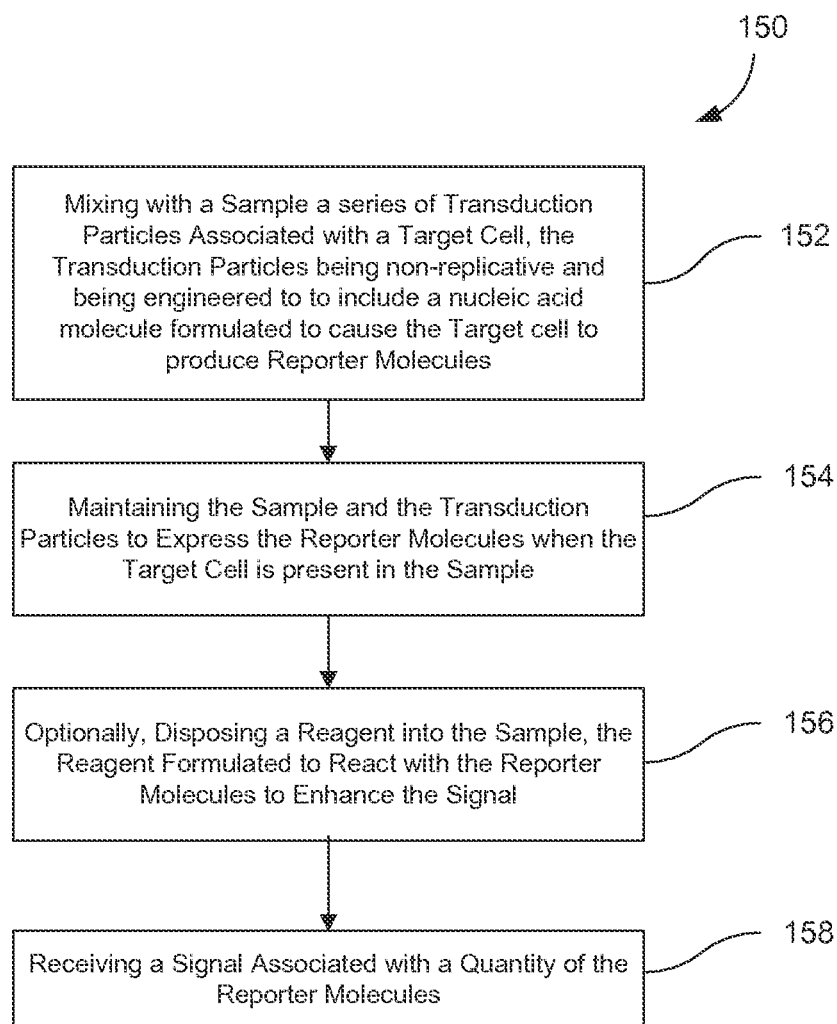 150
Mixing with a Sample a series of Transduction
Particles Associated with a Target Cell, the
Transduction Particles being non-replicative and
being engineered to to include a nucleic acid
molecule formulated to cause the Target cell to
produce Reporter Molecules
152
Maintaining the Sample and the Transduction
Particles to Express the Reporter Molecules when the
Target Cell is present in the Sample
154
Optionally, Disposing a Reagent into the Sample, the
Reagent Formulated to React with the Reporter
Molecules to Enhance the Signal
156
Receiving a Signal Associated with a Quantity of the
Reporter Molecules
158